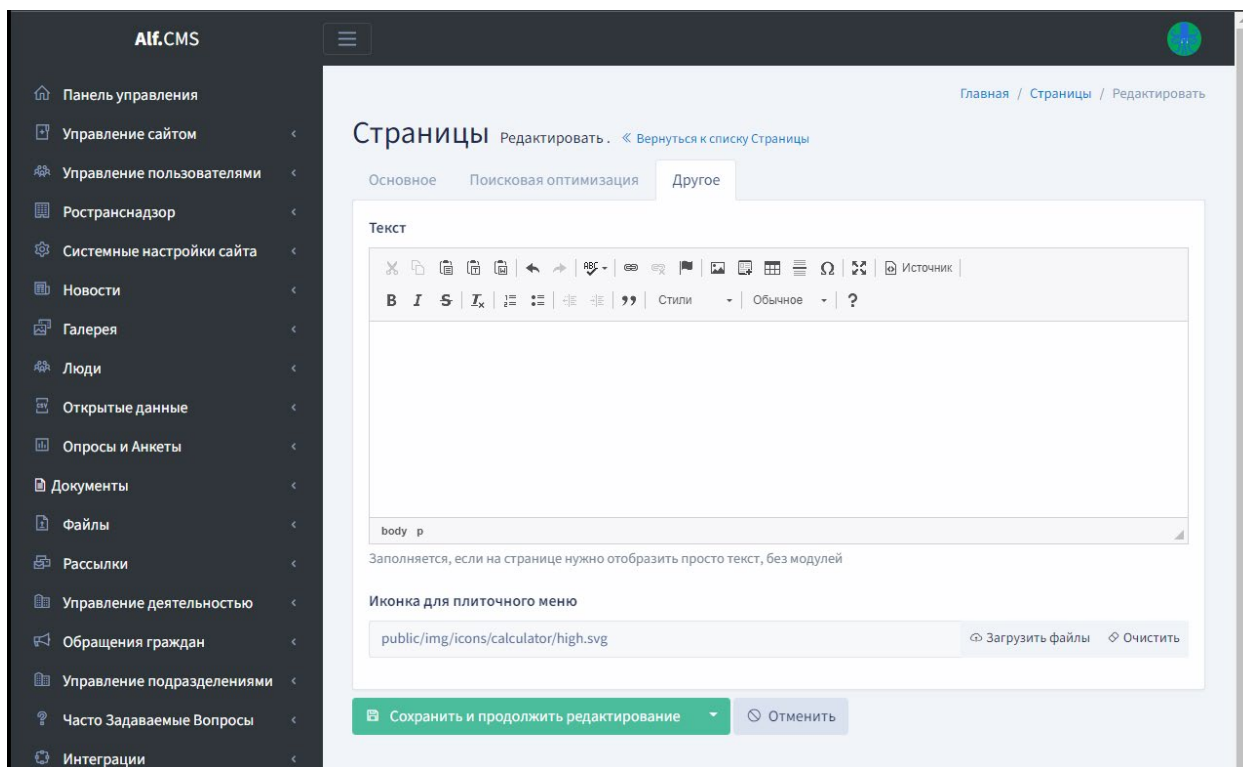 Alf.CMS
Панель управления
Управление сайтом
Управление пользователями
Ространснадзор
Системные настройки сайта
Новости
Галерея
Люди
Открытые данные
Опросы и Анкеты
Документы
Файлы
Рассылки
Управление деятельностью
Обращения граждан
Управление подразделениями
Часто Задаваемые Вопросы
Интеграции
Главная / Страницы / Редактировать
Страницы Редактировать. « Вернуться к списку Страницы
Основное Поисковая оптимизация Другое
Текст
Источник
B I S Tx Стили Обычное ?
body p
Заполняется, если на странице нужно отобразить просто текст, без модулей
Иконка для плиточного меню
public/img/icons/calculator/high.svg Загрузить файлы Очистить
Сохранить и продолжить редактирование Отменить